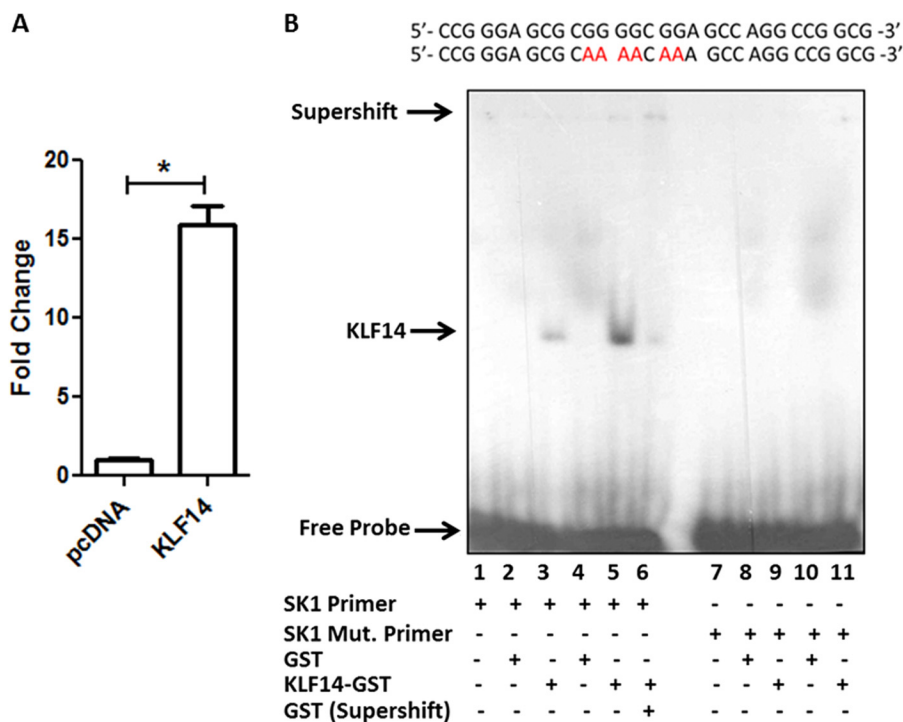 A
B
5'- CCG GGA GCG CGG GGC GGA GCC AGG CCG GCG -3'
5'- CCG GGA GCG CAA AAC AAA GCC AGG CCG GCG -3'
Supershift
KLF14
Free Probe
20
15
10
5
0
Fold Change
*
pcDNA
KLF14
1 2 3 4 5 6 7 8 9 10 11
SK1 Primer + + + + + + - - - - -
SK1 Mut. Primer - - - - - - + + + + +
GST - + - + - - - + - + -
KLF14-GST - - + - + + - - + - +
GST (Supershift) - - - - - + - - - - -